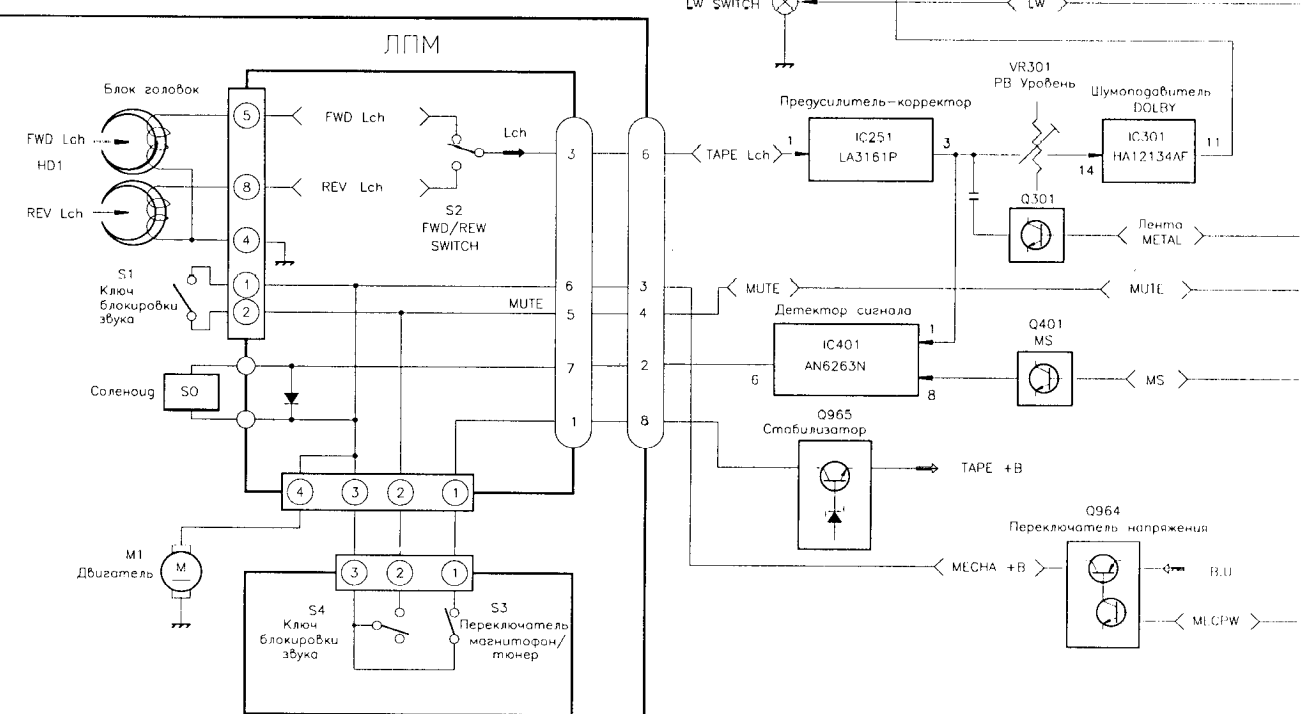 LW SWITCH
LW
ЛПМ
Блок головок
FWD Lch
HD1
REV Lch
5
8
4
1
2
FWD Lch
REV Lch
Lch
S2
FWD/REW
SWITCH
3
6
TAPE Lch
1
Предусилитель-корректор
IC251
LA3161P
3
VR301
PB Уровень
Шумоподавитель
DOLBY
IC301
HA12134AF
14
11
Q301
Лента
METAL
S1
Ключ
блокировки
звука
MUTE
6
5
3
4
MUTE
MUTE
Детектор сигнала
IC401
AN6263N
1
6
8
Q401
MS
MS
Соленоид
SO
7
2
1
8
Q965
Стабилизатор
TAPE +B
4
3
2
1
M1
Двигатель
M
3
2
1
S4
Ключ
блокировки
звука
S3
Переключатель
магнитофон/
тюнер
Q964
Переключатель напряжения
MECHA +B
B.U
MECPW